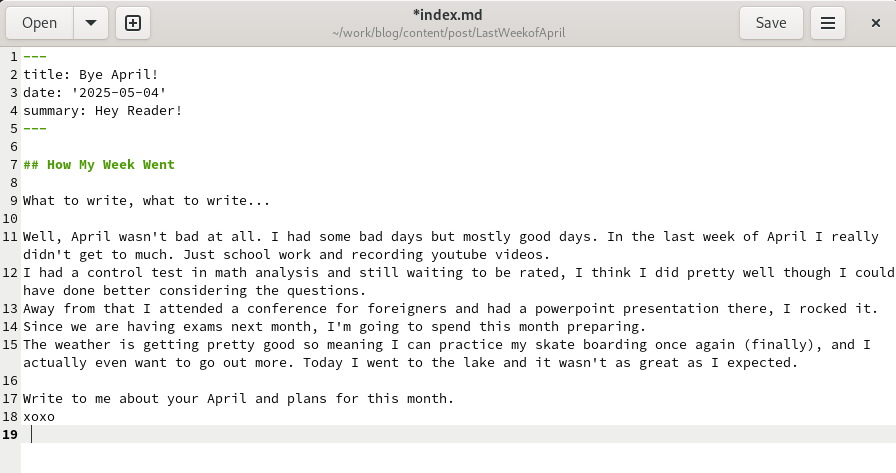 Open
*index.md
~/work/blog/content/post/LastWeekofApril
Save
1 ---
2 title: Bye April!
3 date: '2025-05-04'
4 summary: Hey Reader!
5 ---
6
7 ## How My Week Went
8
9 What to write, what to write...
10
11 Well, April wasn't bad at all. I had some bad days but mostly good days. In the last week of April I really
didn't get to much. Just school work and recording youtube videos.
12 I had a control test in math analysis and still waiting to be rated, I think I did pretty well though I could
have done better considering the questions.
13 Away from that I attended a conference for foreigners and had a powerpoint presentation there, I rocked it.
14 Since we are having exams next month, I'm going to spend this month preparing.
15 The weather is getting pretty good so meaning I can practice my skate boarding once again (finally), and I
actually even want to go out more. Today I went to the lake and it wasn't as great as I expected.
16
17 Write to me about your April and plans for this month.
18 xoxo
19